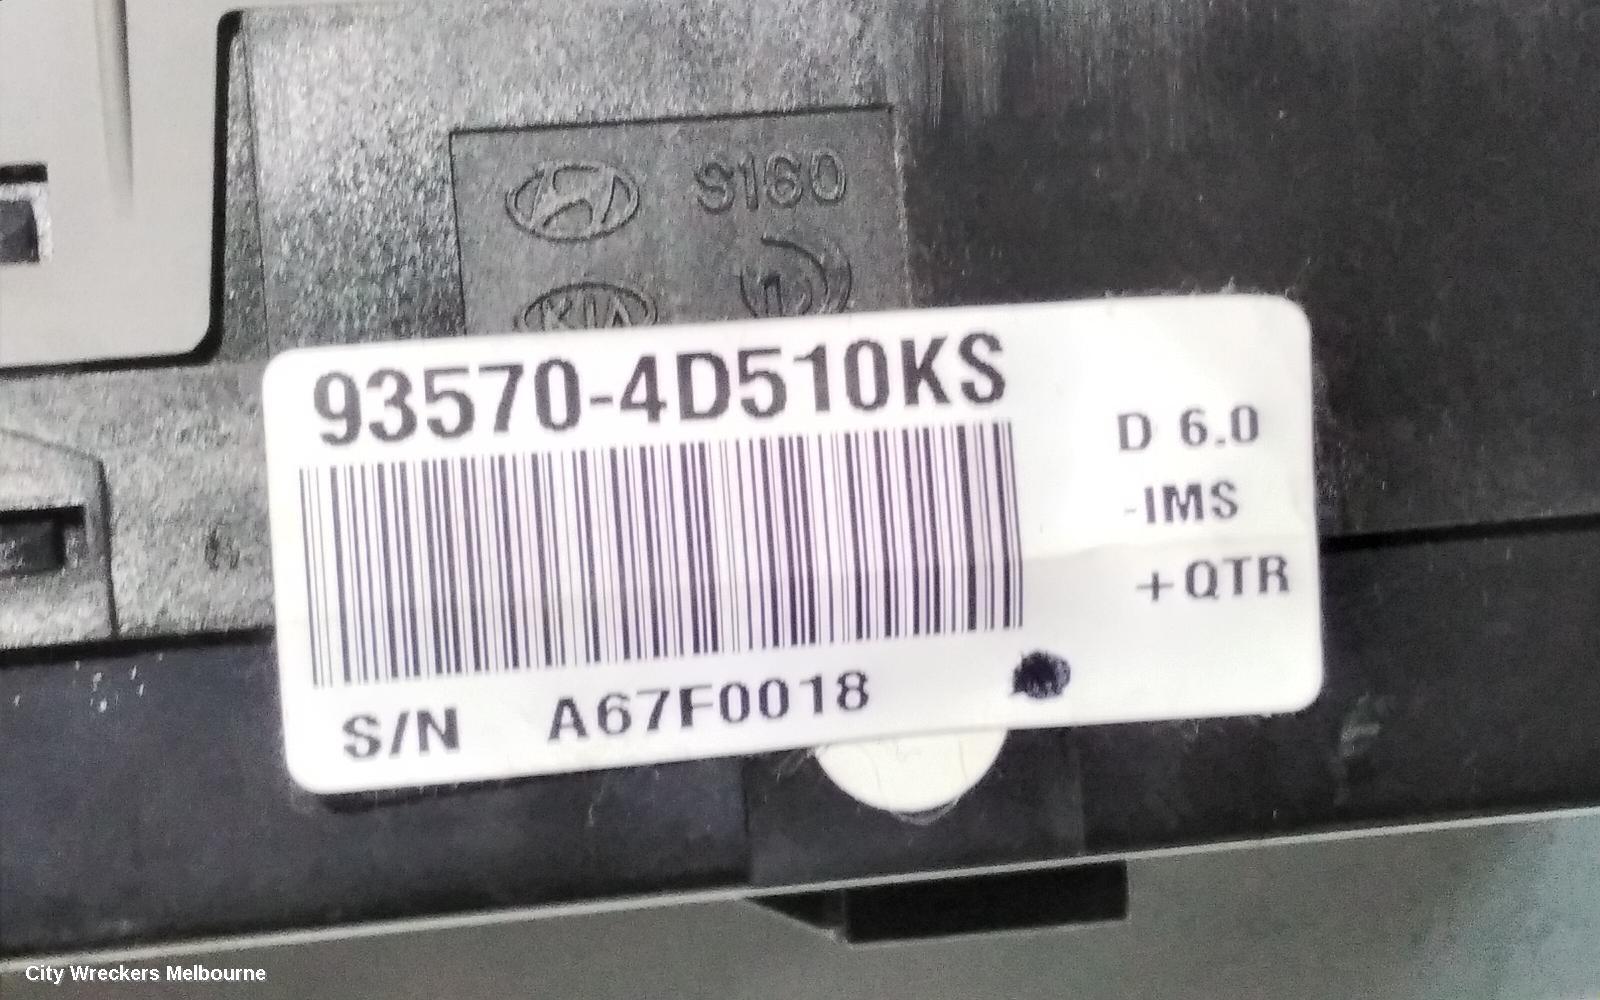 S160
KIA
93570-4D510KS
D 6.0
-IMS
+QTR
S/N A67F0018
City Wreckers Melbourne